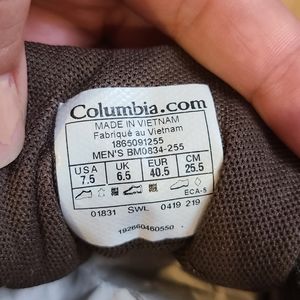 Columbia.com
MADE IN VIETNAM
Fabriqué au Vietnam
1865091255
MEN'S BM0834-255
USA UK EUR CM
7.5 6.5 40.5 25.5
ECA-5
01831 SWL 0419 219
192660460550